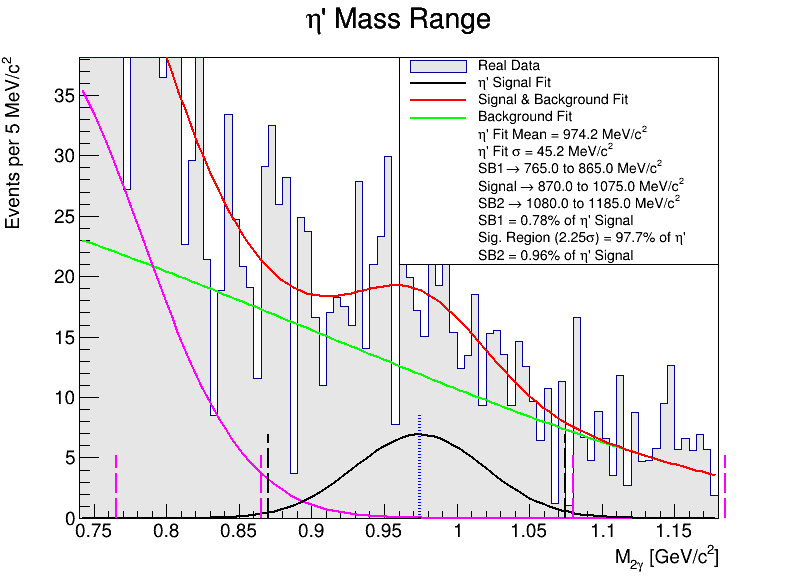 η' Mass Range
Events per 5 MeV/c²
35
30
25
20
15
10
5
0
Real Data
η' Signal Fit
Signal & Background Fit
Background Fit
η' Fit Mean = 974.2 MeV/c²
η' Fit σ = 45.2 MeV/c²
SB1 → 765.0 to 865.0 MeV/c²
Signal → 870.0 to 1075.0 MeV/c²
SB2 → 1080.0 to 1185.0 MeV/c²
SB1 = 0.78% of η' Signal
Sig. Region (2.25σ) = 97.7% of η'
SB2 = 0.96% of η' Signal
0.75 0.8 0.85 0.9 0.95 1 1.05 1.1 1.15
M₂γ [GeV/c²]